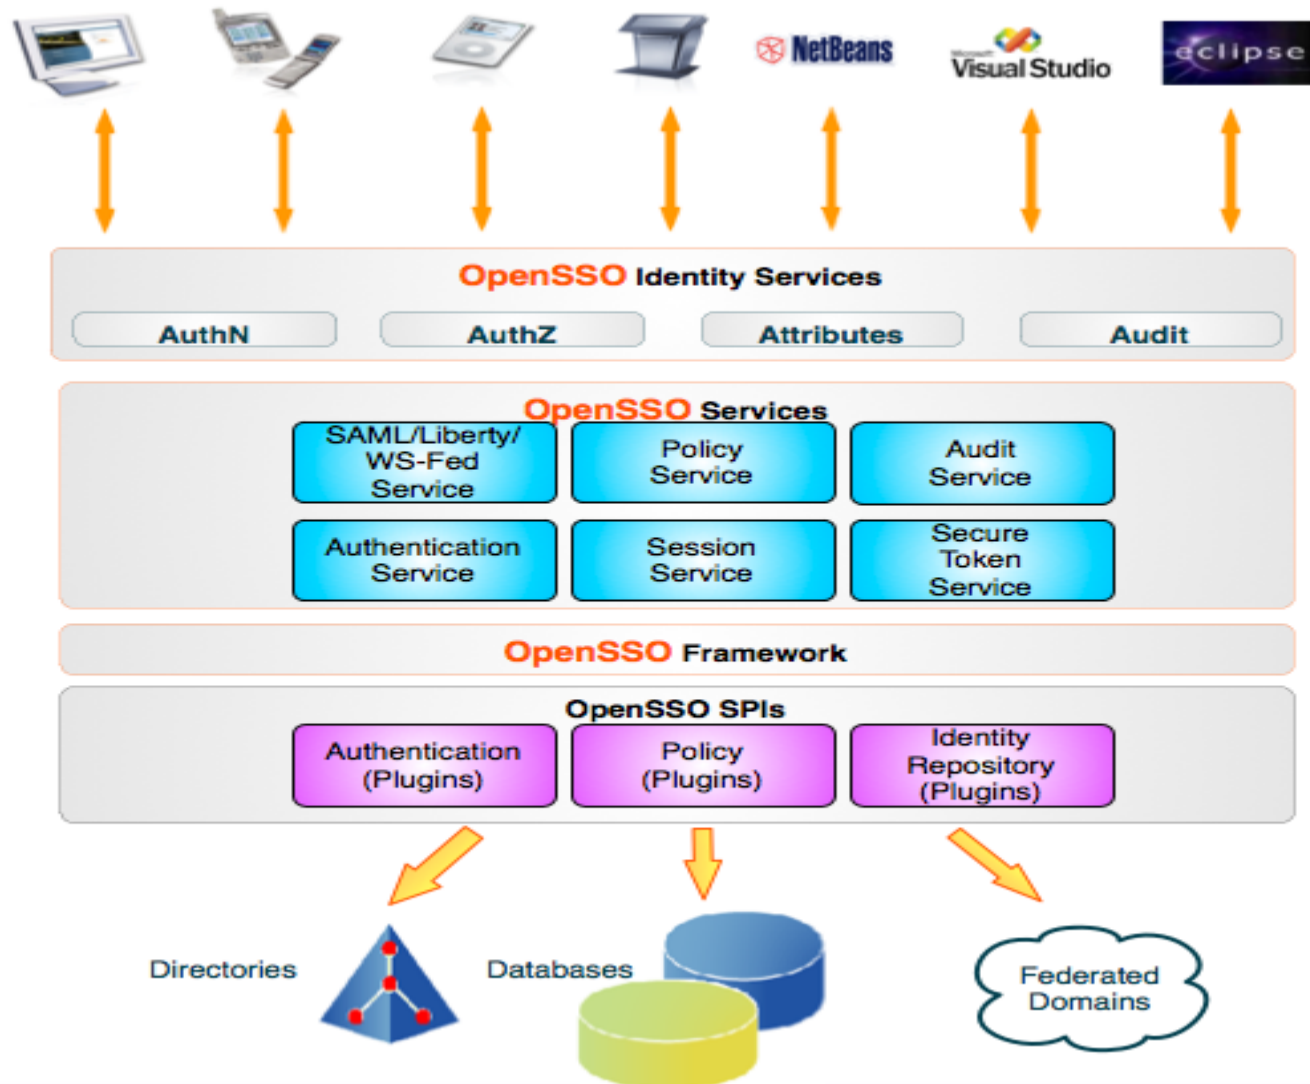 NetBeans
Microsoft
Visual Studio
eclipse
OpenSSO Identity Services
AuthN
AuthZ
Attributes
Audit
OpenSSO Services
SAML/Liberty/
WS-Fed
Service
Policy
Service
Audit
Service
Authentication
Service
Session
Service
Secure
Token
Service
OpenSSO Framework
OpenSSO SPIs
Authentication
(Plugins)
Policy
(Plugins)
Identity
Repository
(Plugins)
Directories
Databases
Federated
Domains